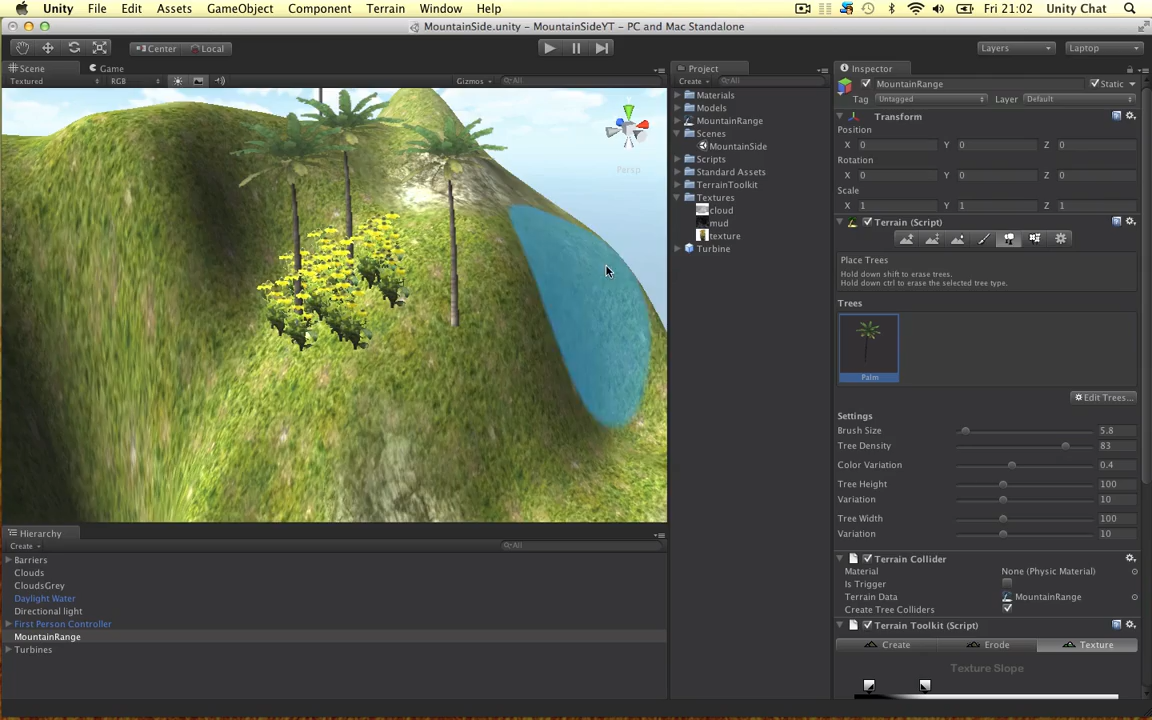 Unity File Edit Assets GameObject Component Terrain Window Help Fri 21:02 Unity Chat
MountainSide.unity - MountainSideYT - PC and Mac Standalone
Center Local Layers Laptop
Scene Game Project Inspector
Textured RGB Gizmos All Create All
MountainRange Static
Tag Untagged Layer Default
Materials
Models
MountainRange
Scenes
MountainSide
Scripts
Standard Assets
TerrainToolkit
Textures
cloud
mud
texture
Turbine
Persp
Transform
Position
X 0 Y 0 Z 0
Rotation
X 0 Y 0 Z 0
Scale
X 1 Y 1 Z 1
Terrain (Script)
Place Trees
Hold down shift to erase trees.
Hold down ctrl to erase the selected tree type.
Trees
Palm
Edit Trees...
Settings
Brush Size 5.8
Tree Density 83
Color Variation 0.4
Tree Height 100
Variation 10
Tree Width 100
Variation 10
Terrain Collider
Material None (Physic Material)
Is Trigger
Terrain Data MountainRange
Create Tree Colliders
Terrain Toolkit (Script)
Create Erode Texture
Texture Slope
Hierarchy
Create All
Barriers
Clouds
CloudsGrey
Daylight Water
Directional light
First Person Controller
MountainRange
Turbines